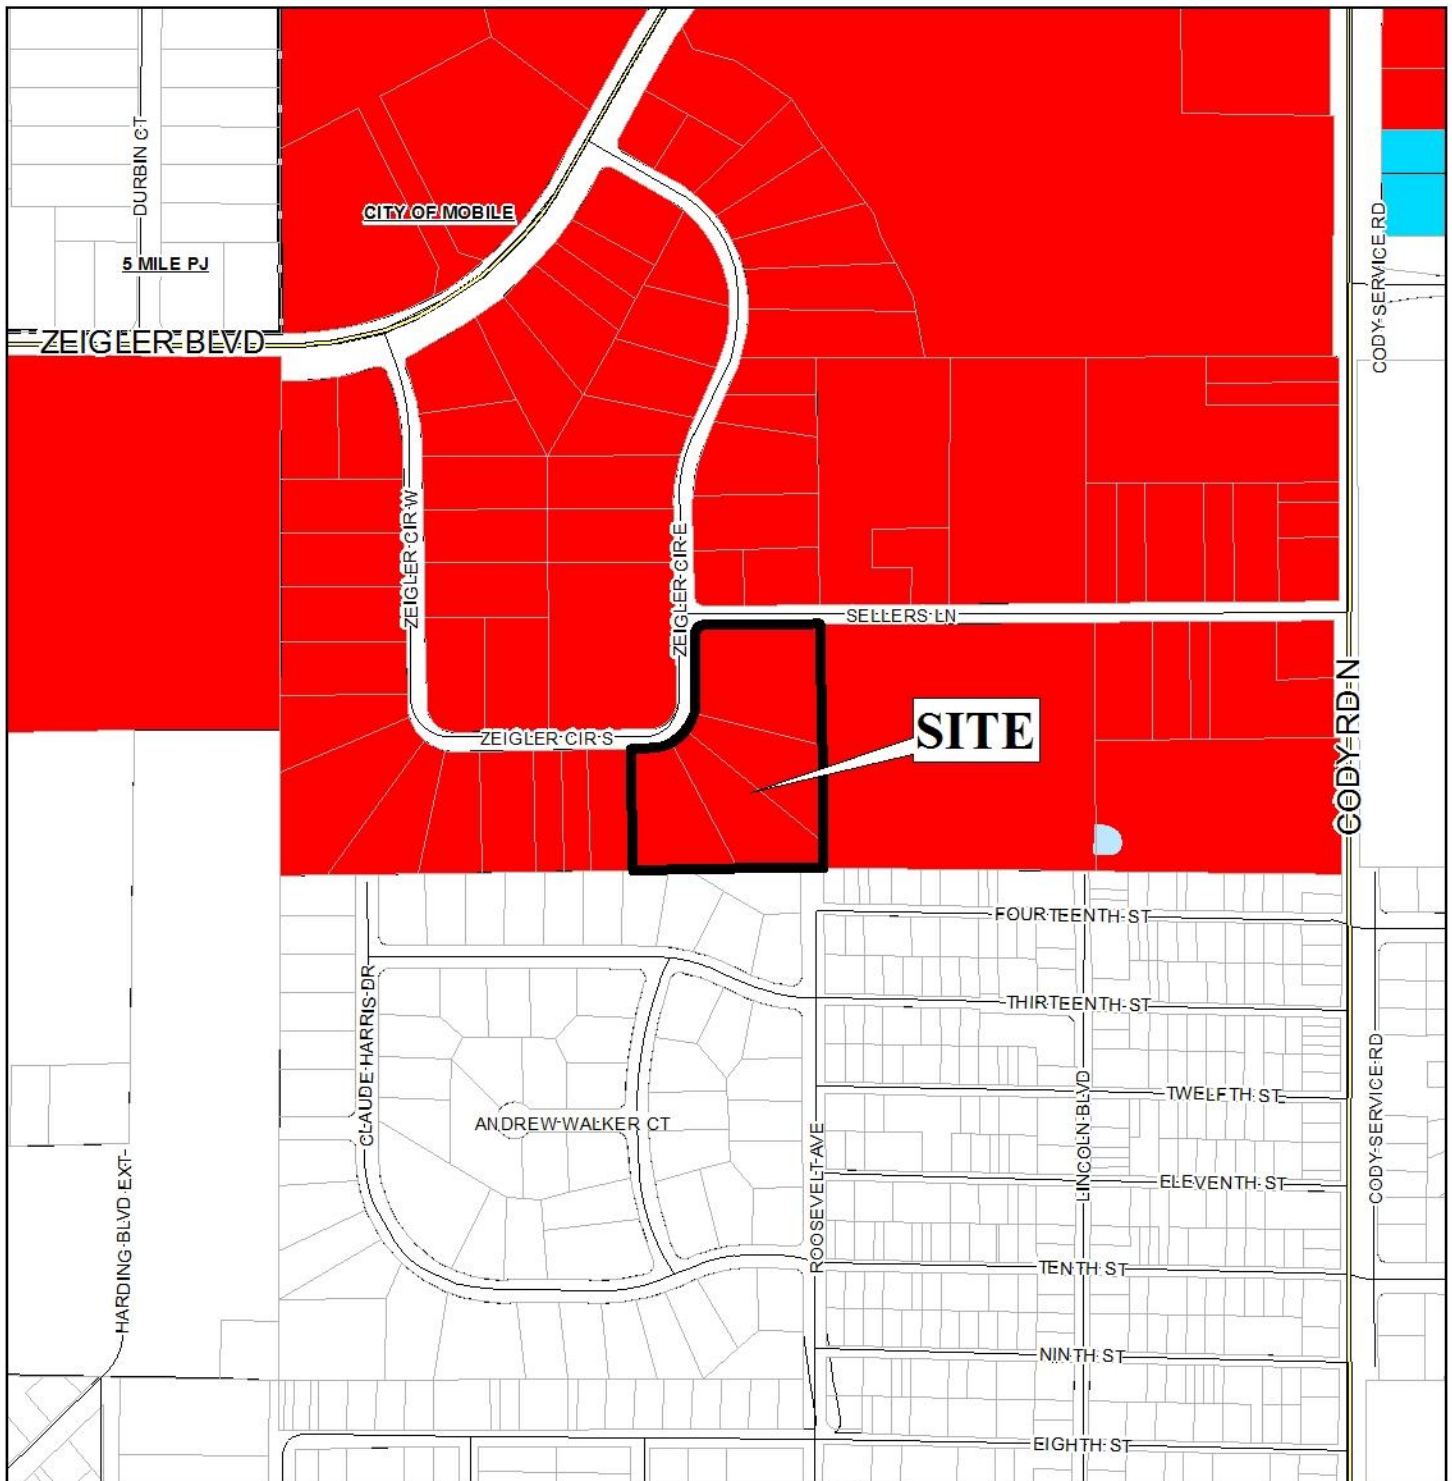 DURBIN CT
CITY OF MOBILE
5 MILE PJ
CODY SERVICE RD
ZEIGLER BLVD
ZEIGLER CIR W
ZEIGLER CIR E
SELLERS LN
SITE
ZEIGLER CIR S
CODY RD N
FOURTEENTH ST
CLAUDE HARRIS DR
THIRTEENTH ST
TWELFTH ST
ANDREW WALKER CT
ROOSEVELT AVE
LINCOLN BLVD
CODY SERVICE RD
ELEVENTH ST
HARDING BLVD EXT
TENTH ST
NINTH ST
EIGHTH ST